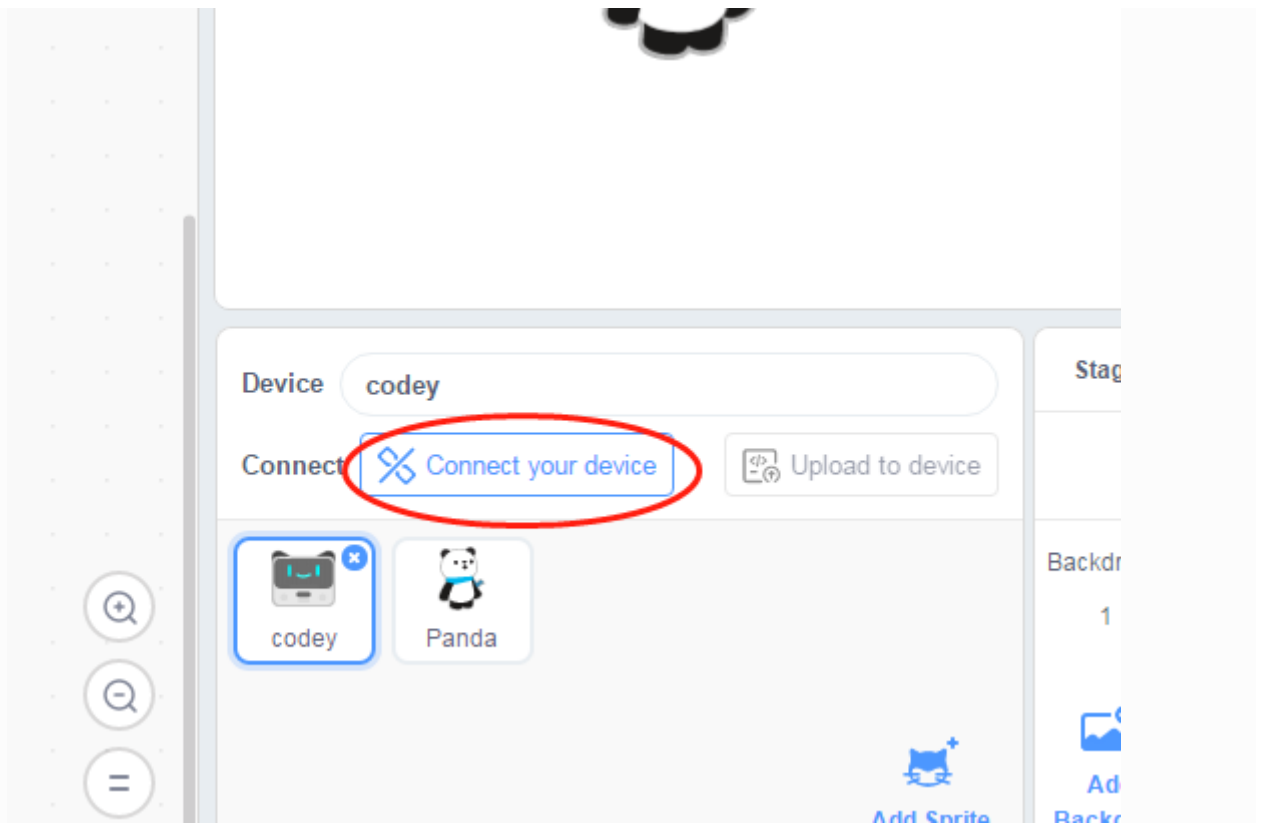 Device codey
Connect Connect your device Upload to device
Stag
codey
Panda
Backdr
1
Add Sprite
Ad
Backd